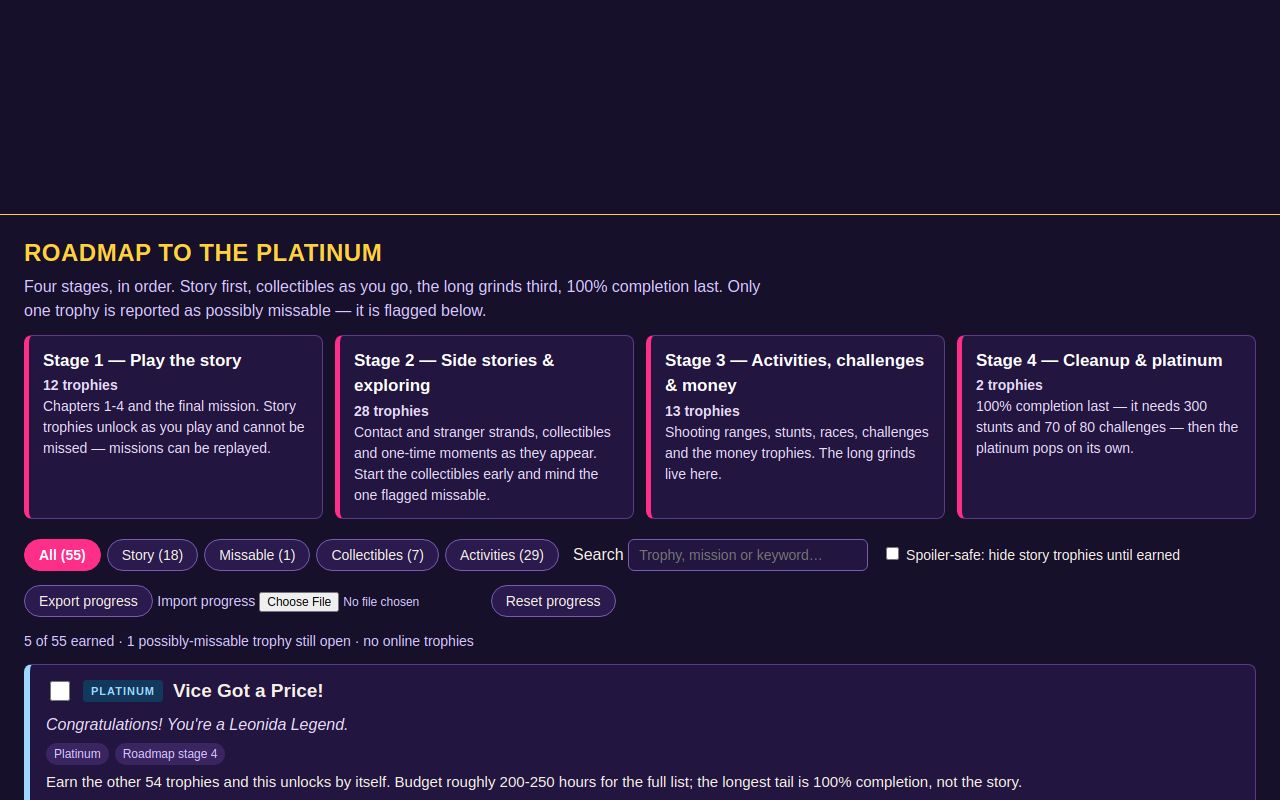 ROADMAP TO THE PLATINUM
Four stages, in order. Story first, collectibles as you go, the long grinds third, 100% completion last. Only
one trophy is reported as possibly missable — it is flagged below.
Stage 1 — Play the story
12 trophies
Chapters 1-4 and the final mission. Story
trophies unlock as you play and cannot be
missed — missions can be replayed.
Stage 2 — Side stories &
exploring
28 trophies
Contact and stranger strands, collectibles
and one-time moments as they appear.
Start the collectibles early and mind the
one flagged missable.
Stage 3 — Activities, challenges
& money
13 trophies
Shooting ranges, stunts, races, challenges
and the money trophies. The long grinds
live here.
Stage 4 — Cleanup & platinum
2 trophies
100% completion last — it needs 300
stunts and 70 of 80 challenges — then the
platinum pops on its own.
All (55) Story (18) Missable (1) Collectibles (7) Activities (29) Search Trophy, mission or keyword… Spoiler-safe: hide story trophies until earned
Export progress Import progress Choose File No file chosen Reset progress
5 of 55 earned · 1 possibly-missable trophy still open · no online trophies
PLATINUM Vice Got a Price!
Congratulations! You're a Leonida Legend.
Platinum Roadmap stage 4
Earn the other 54 trophies and this unlocks by itself. Budget roughly 200-250 hours for the full list; the longest tail is 100% completion, not the story.